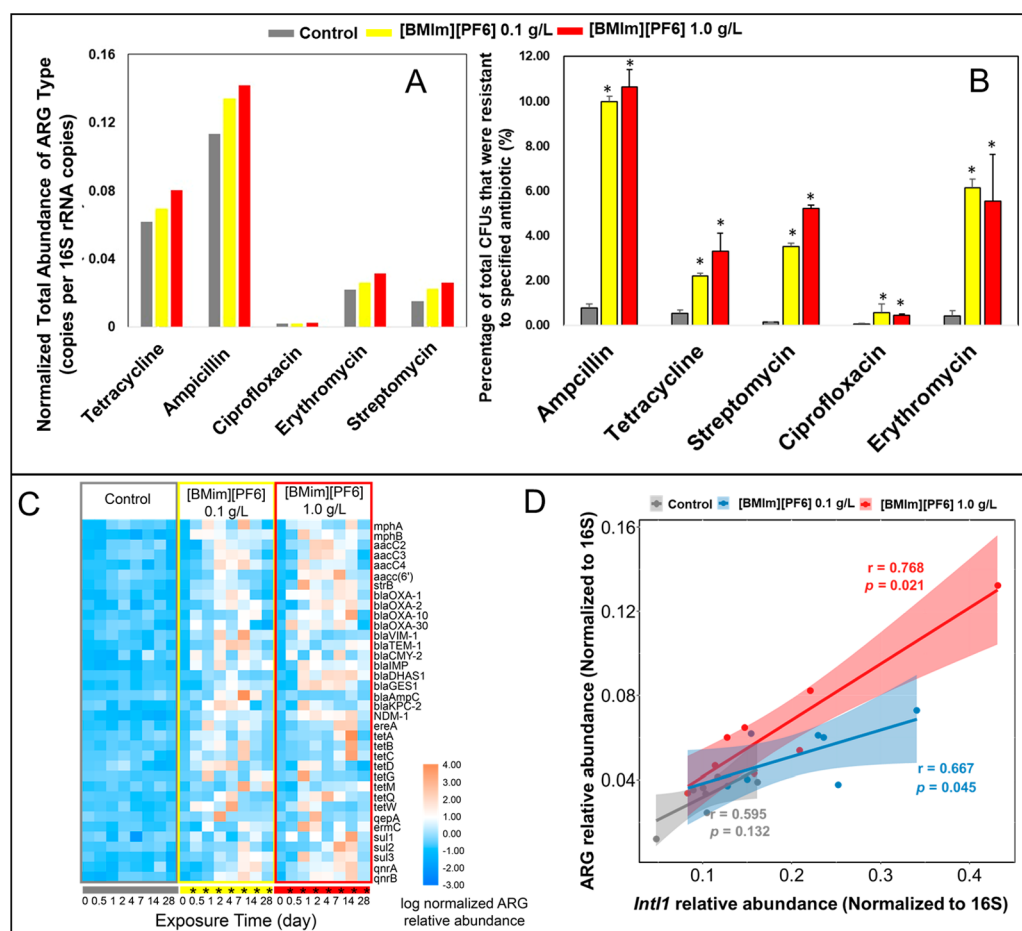 Control [BMIm][PF6] 0.1 g/L [BMIm][PF6] 1.0 g/L
A
Normalized Total Abundance of ARG Type
(copies per 16S rRNA copies)
0.16
0.12
0.08
0.04
0
Tetracycline
Ampicillin
Ciprofloxacin
Erythromycin
Streptomycin
B
Percentage of total CFUs that were resistant
to specified antibiotic (%)
12.00
10.00
8.00
6.00
4.00
2.00
0.00
* *
* *
* *
* *
* *
Ampcillin
Tetracycline
Streptomycin
Ciprofloxacin
Erythromycin
C
Control
[BMim][PF6]
0.1 g/L
[BMim][PF6]
1.0 g/L
mphA
mphB
aacC2
aacC3
aacC4
aacc(6')
strB
blaOXA-1
blaOXA-2
blaOXA-10
blaOXA-30
blaVIM-1
blaTEM-1
blaCMY-2
blaIMP
blaDHAS1
blaGES1
blaAmpC
blaKPC-2
NDM-1
ereA
tetA
tetB
tetC
tetD
tetG
tetM
tetQ
tetW
qepA
ermC
sul1
sul2
sul3
qnrA
qnrB
* * * * * * * * * * * * * *
0 0.5 1 2 4 7 14 28 0 0.5 1 2 4 7 14 28 0 0.5 1 2 4 7 14 28
Exposure Time (day)
4.00
3.00
2.00
1.00
0.00
-1.00
-2.00
-3.00
log normalized ARG
relative abundance
D
Control [BMIm][PF6] 0.1 g/L [BMIm][PF6] 1.0 g/L
ARG relative abundance (Normalized to 16S)
0.16
0.12
0.08
0.04
r = 0.768
p = 0.021
r = 0.667
p = 0.045
r = 0.595
p = 0.132
0.1 0.2 0.3 0.4
IntI1 relative abundance (Normalized to 16S)